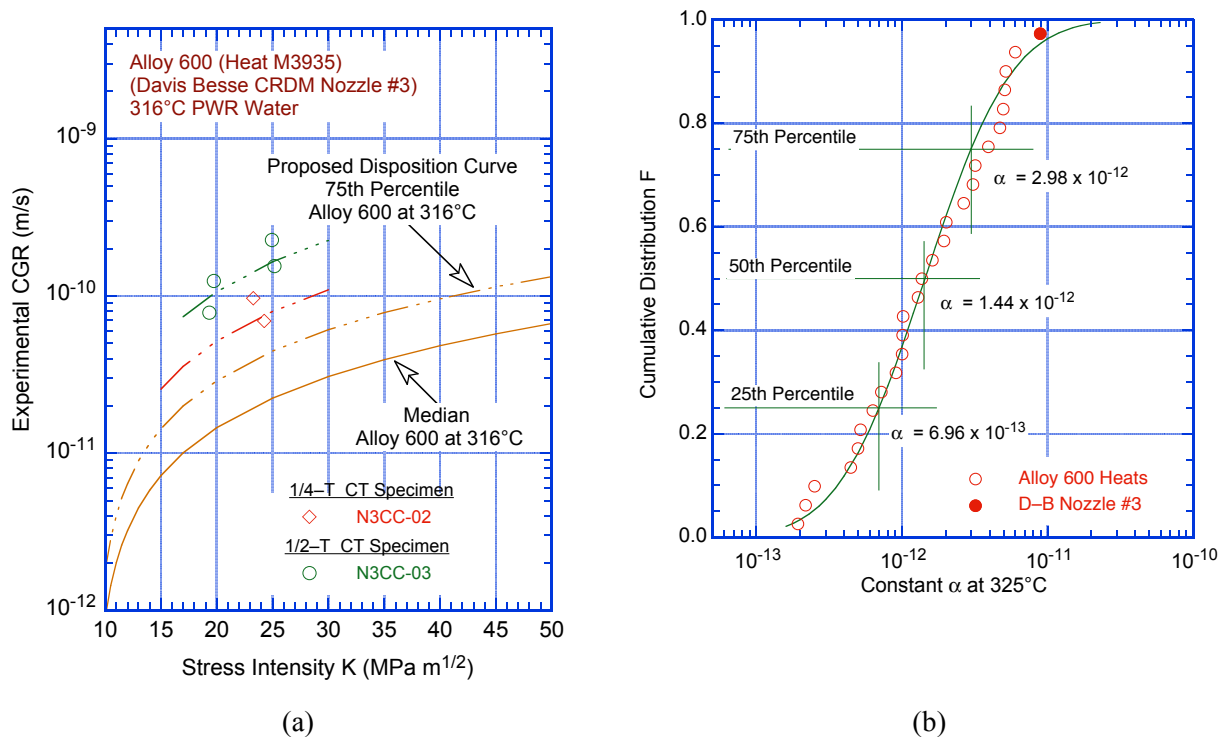 Alloy 600 (Heat M3935)
(Davis Besse CRDM Nozzle #3)
316°C PWR Water
Proposed Disposition Curve
75th Percentile
Alloy 600 at 316°C
Median
Alloy 600 at 316°C
1/4–T CT Specimen
N3CC-02
1/2–T CT Specimen
N3CC-03
Experimental CGR (m/s)
10⁻⁹
10⁻¹⁰
10⁻¹¹
10⁻¹²
10 15 20 25 30 35 40 45 50
Stress Intensity K (MPa m¹/²)
(a)
Cumulative Distribution F
1.0
0.8
0.6
0.4
0.2
0.0
75th Percentile
α = 2.98 x 10⁻¹²
50th Percentile
α = 1.44 x 10⁻¹²
25th Percentile
α = 6.96 x 10⁻¹³
Alloy 600 Heats
D–B Nozzle #3
10⁻¹³ 10⁻¹² 10⁻¹¹ 10⁻¹⁰
Constant α at 325°C
(b)